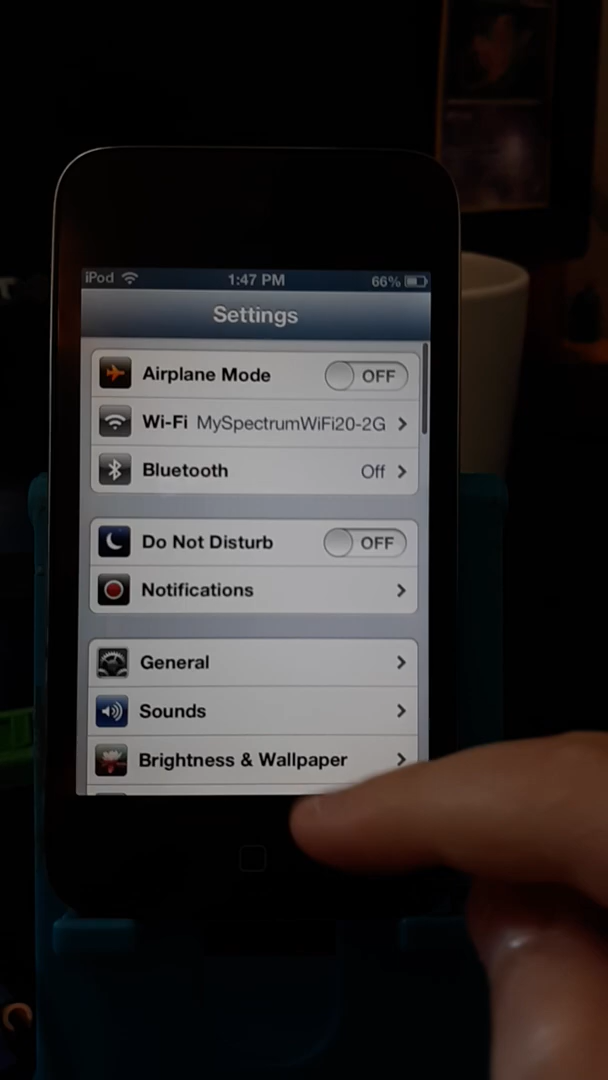 iPod 1:47 PM 66%
Settings
Airplane Mode OFF
Wi-Fi MySpectrumWiFi20-2G
Bluetooth Off
Do Not Disturb OFF
Notifications
General
Sounds
Brightness & Wallpaper